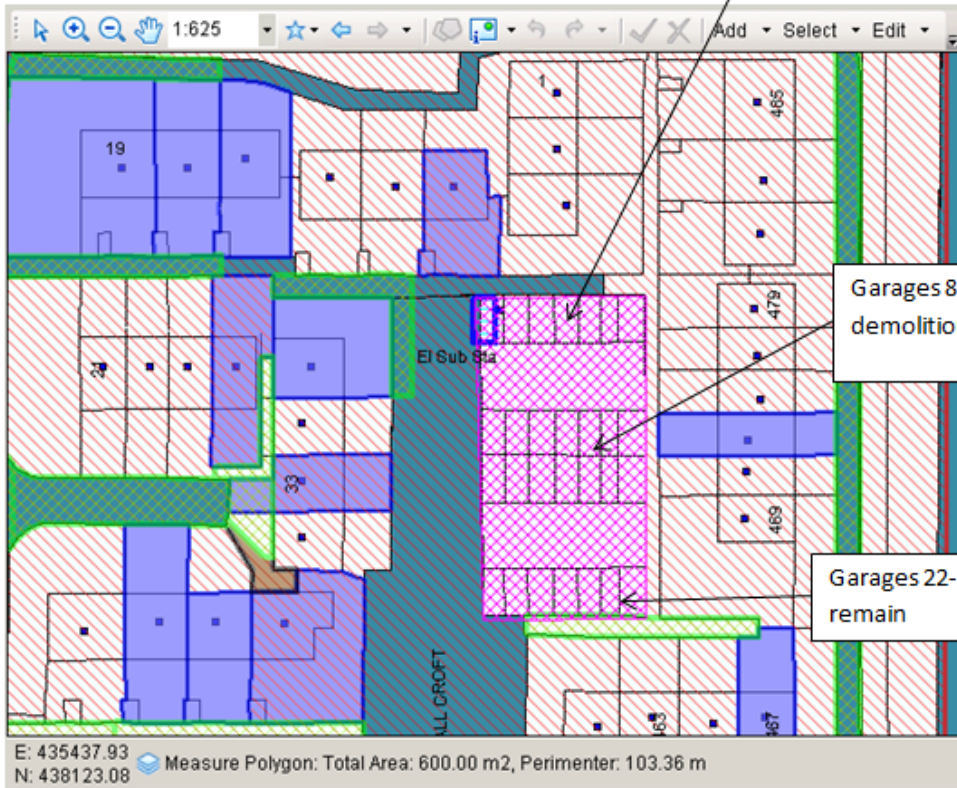 1:625
Add Select Edit
1
465
19
Garages 8
demolitio
479
El Sub Sta
21
33
469
Garages 22-
remain
ALL CROFT
463
467
E: 435437.93
N: 438123.08
Measure Polygon: Total Area: 600.00 m2, Perimenter: 103.36 m